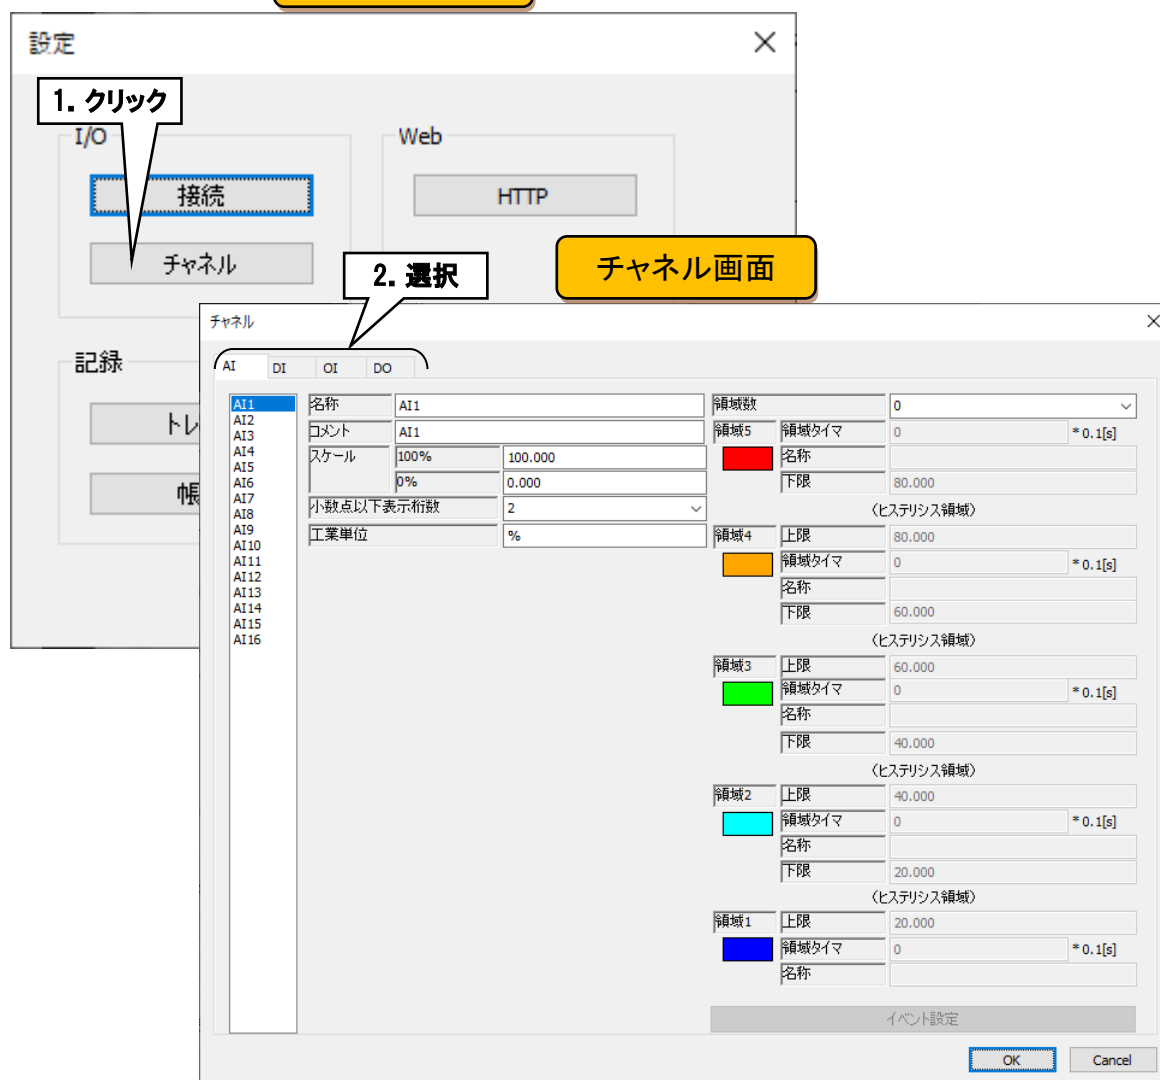 設定
1. クリック
I/O
Web
接続
HTTP
チャネル
2. 選択
チャネル画面
記録
チャネル
AI DI OI DO
AI1
AI2
AI3
AI4
AI5
AI6
AI7
AI8
AI9
AI10
AI11
AI12
AI13
AI14
AI15
AI16
名称 AI1
コメント AI1
スケール 100% 100.000
0% 0.000
小数点以下表示桁数 2
工業単位 %
領域数 0
領域5 領域タイマ 0 *0.1[s]
名称
下限 80.000
(ヒステリシス領域)
領域4 上限 80.000
領域タイマ 0 *0.1[s]
名称
下限 60.000
(ヒステリシス領域)
領域3 上限 60.000
領域タイマ 0 *0.1[s]
名称
下限 40.000
(ヒステリシス領域)
領域2 上限 40.000
領域タイマ 0 *0.1[s]
名称
下限 20.000
(ヒステリシス領域)
領域1 上限 20.000
領域タイマ 0 *0.1[s]
名称
イベント設定
OK Cancel